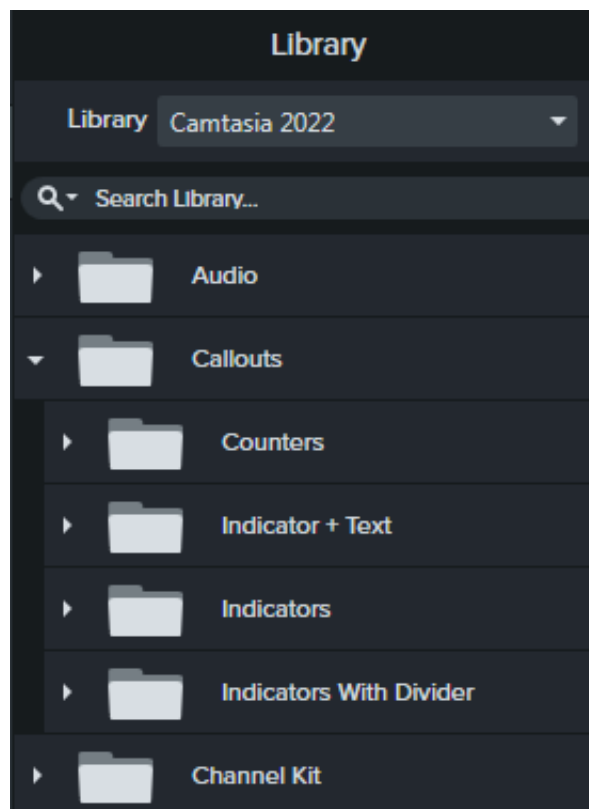 Library
Library Camtasia 2022
Search Library...
Audio
Callouts
Counters
Indicator + Text
Indicators
Indicators With Divider
Channel Kit